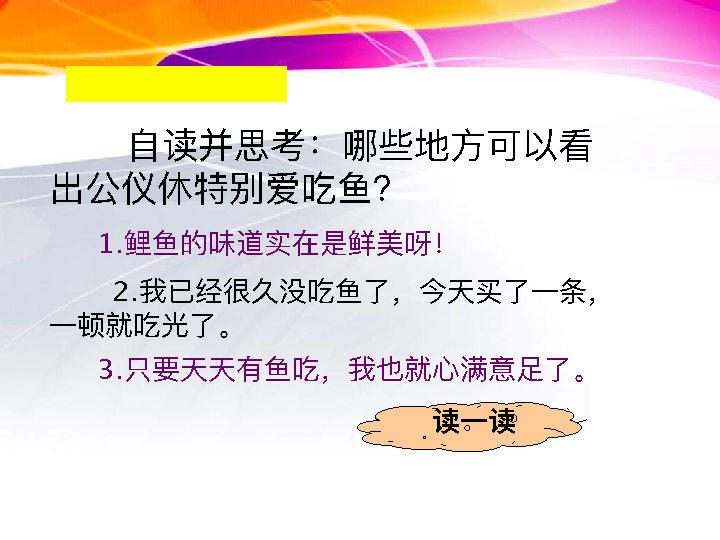 自读并思考：哪些地方可以看
出公仪休特别爱吃鱼？
1.鲤鱼的味道实在是鲜美呀！
2.我已经很久没吃鱼了，今天买了一条，
一顿就吃光了。
3.只要天天有鱼吃，我也就心满意足了。
读一读